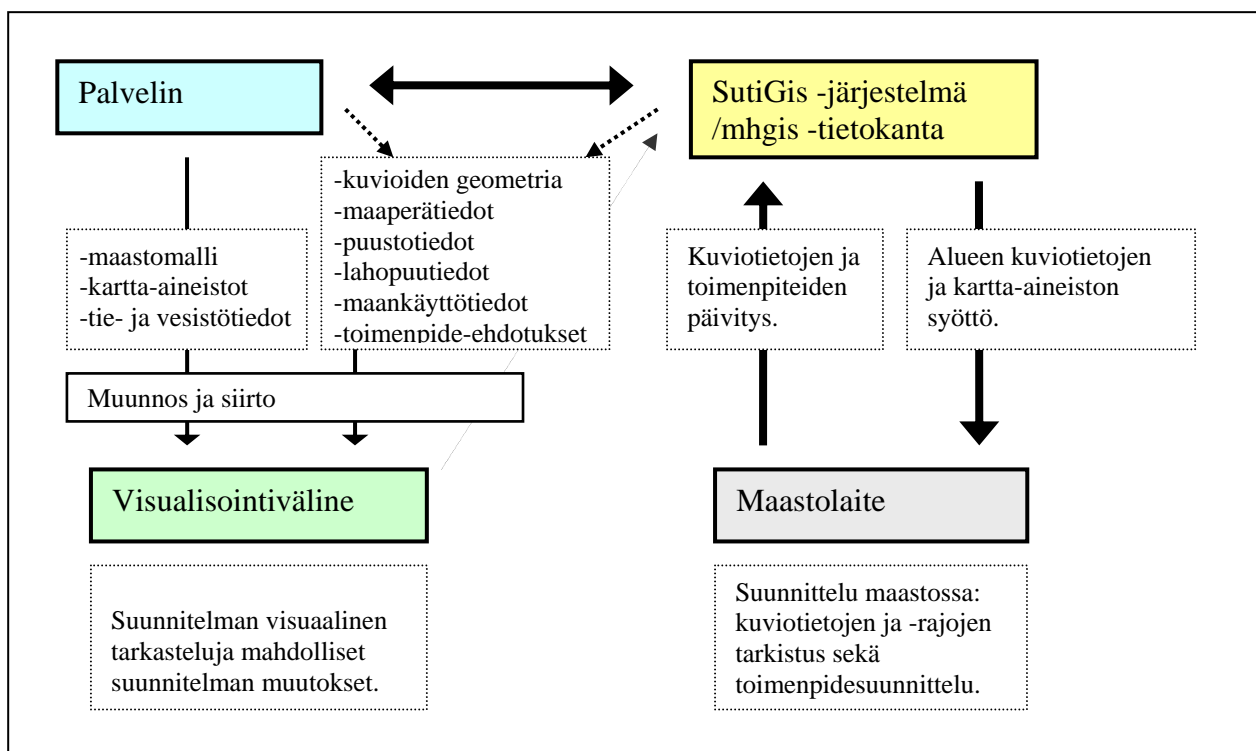 Palvelin
SutiGis -järjestelmä
/mhgis -tietokanta
-maastomalli
-kartta-aineistot
-tie- ja vesistötiedot
-kuvioiden geometria
-maaperätiedot
-puustotiedot
-lahopuutiedot
-maankäyttötiedot
-toimenpide-ehdotukset
Kuviotietojen ja
toimenpiteiden
päivitys.
Alueen kuviotietojen
ja kartta-aineiston
syöttö.
Muunnos ja siirto
Visualisointiväline
Maastolaite
Suunnitelman visuaalinen
tarkasteluja mahdolliset
suunnitelman muutokset.
Suunnittelu maastossa:
kuviotietojen ja -rajojen
tarkistus sekä
toimenpidesuunnittelu.